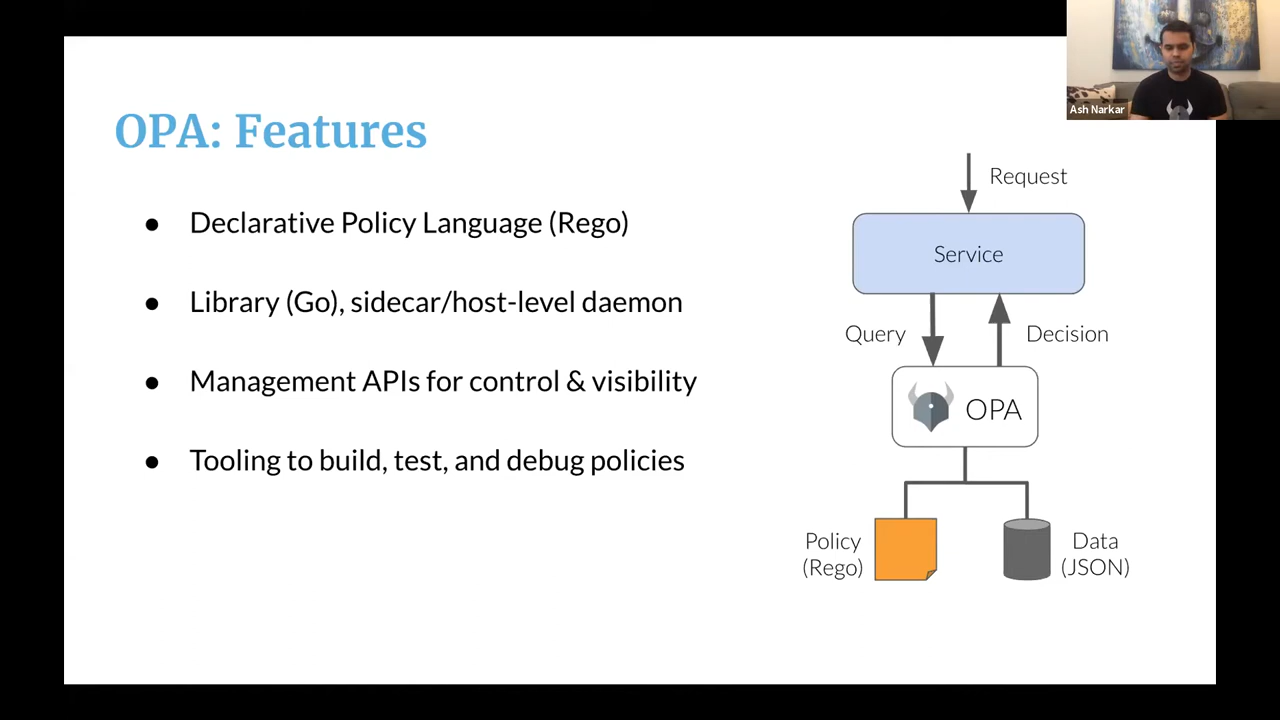 Ash Narkar
OPA: Features
● Declarative Policy Language (Rego)
● Library (Go), sidecar/host-level daemon
● Management APIs for control & visibility
● Tooling to build, test, and debug policies
Request
Service
Query
Decision
OPA
Policy
(Rego)
Data
(JSON)